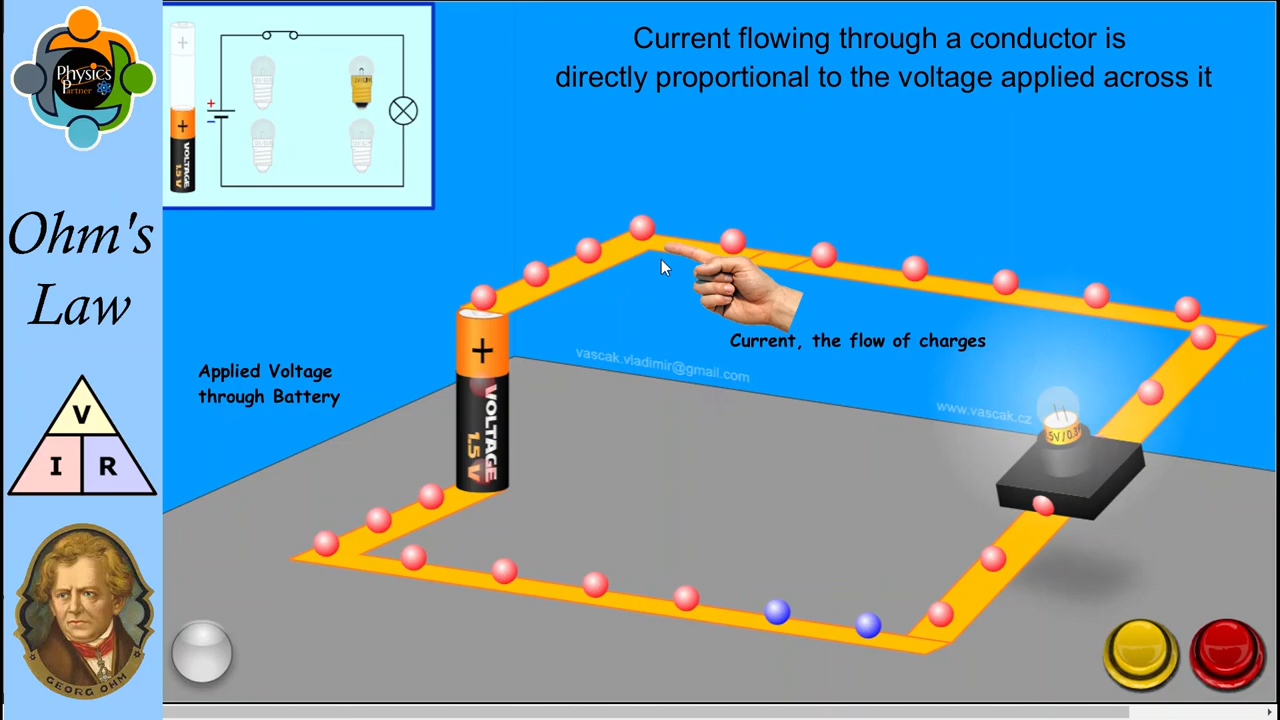 Physics
Partner
Ohm's
Law
V
I R
GEORG OHM
+
+
VOLTAGE
1.5 V
+
−
Current flowing through a conductor is
directly proportional to the voltage applied across it
Current, the flow of charges
Applied Voltage
through Battery
+
VOLTAGE
1.5 V
vascak.vladimir@gmail.com
www.vascak.cz